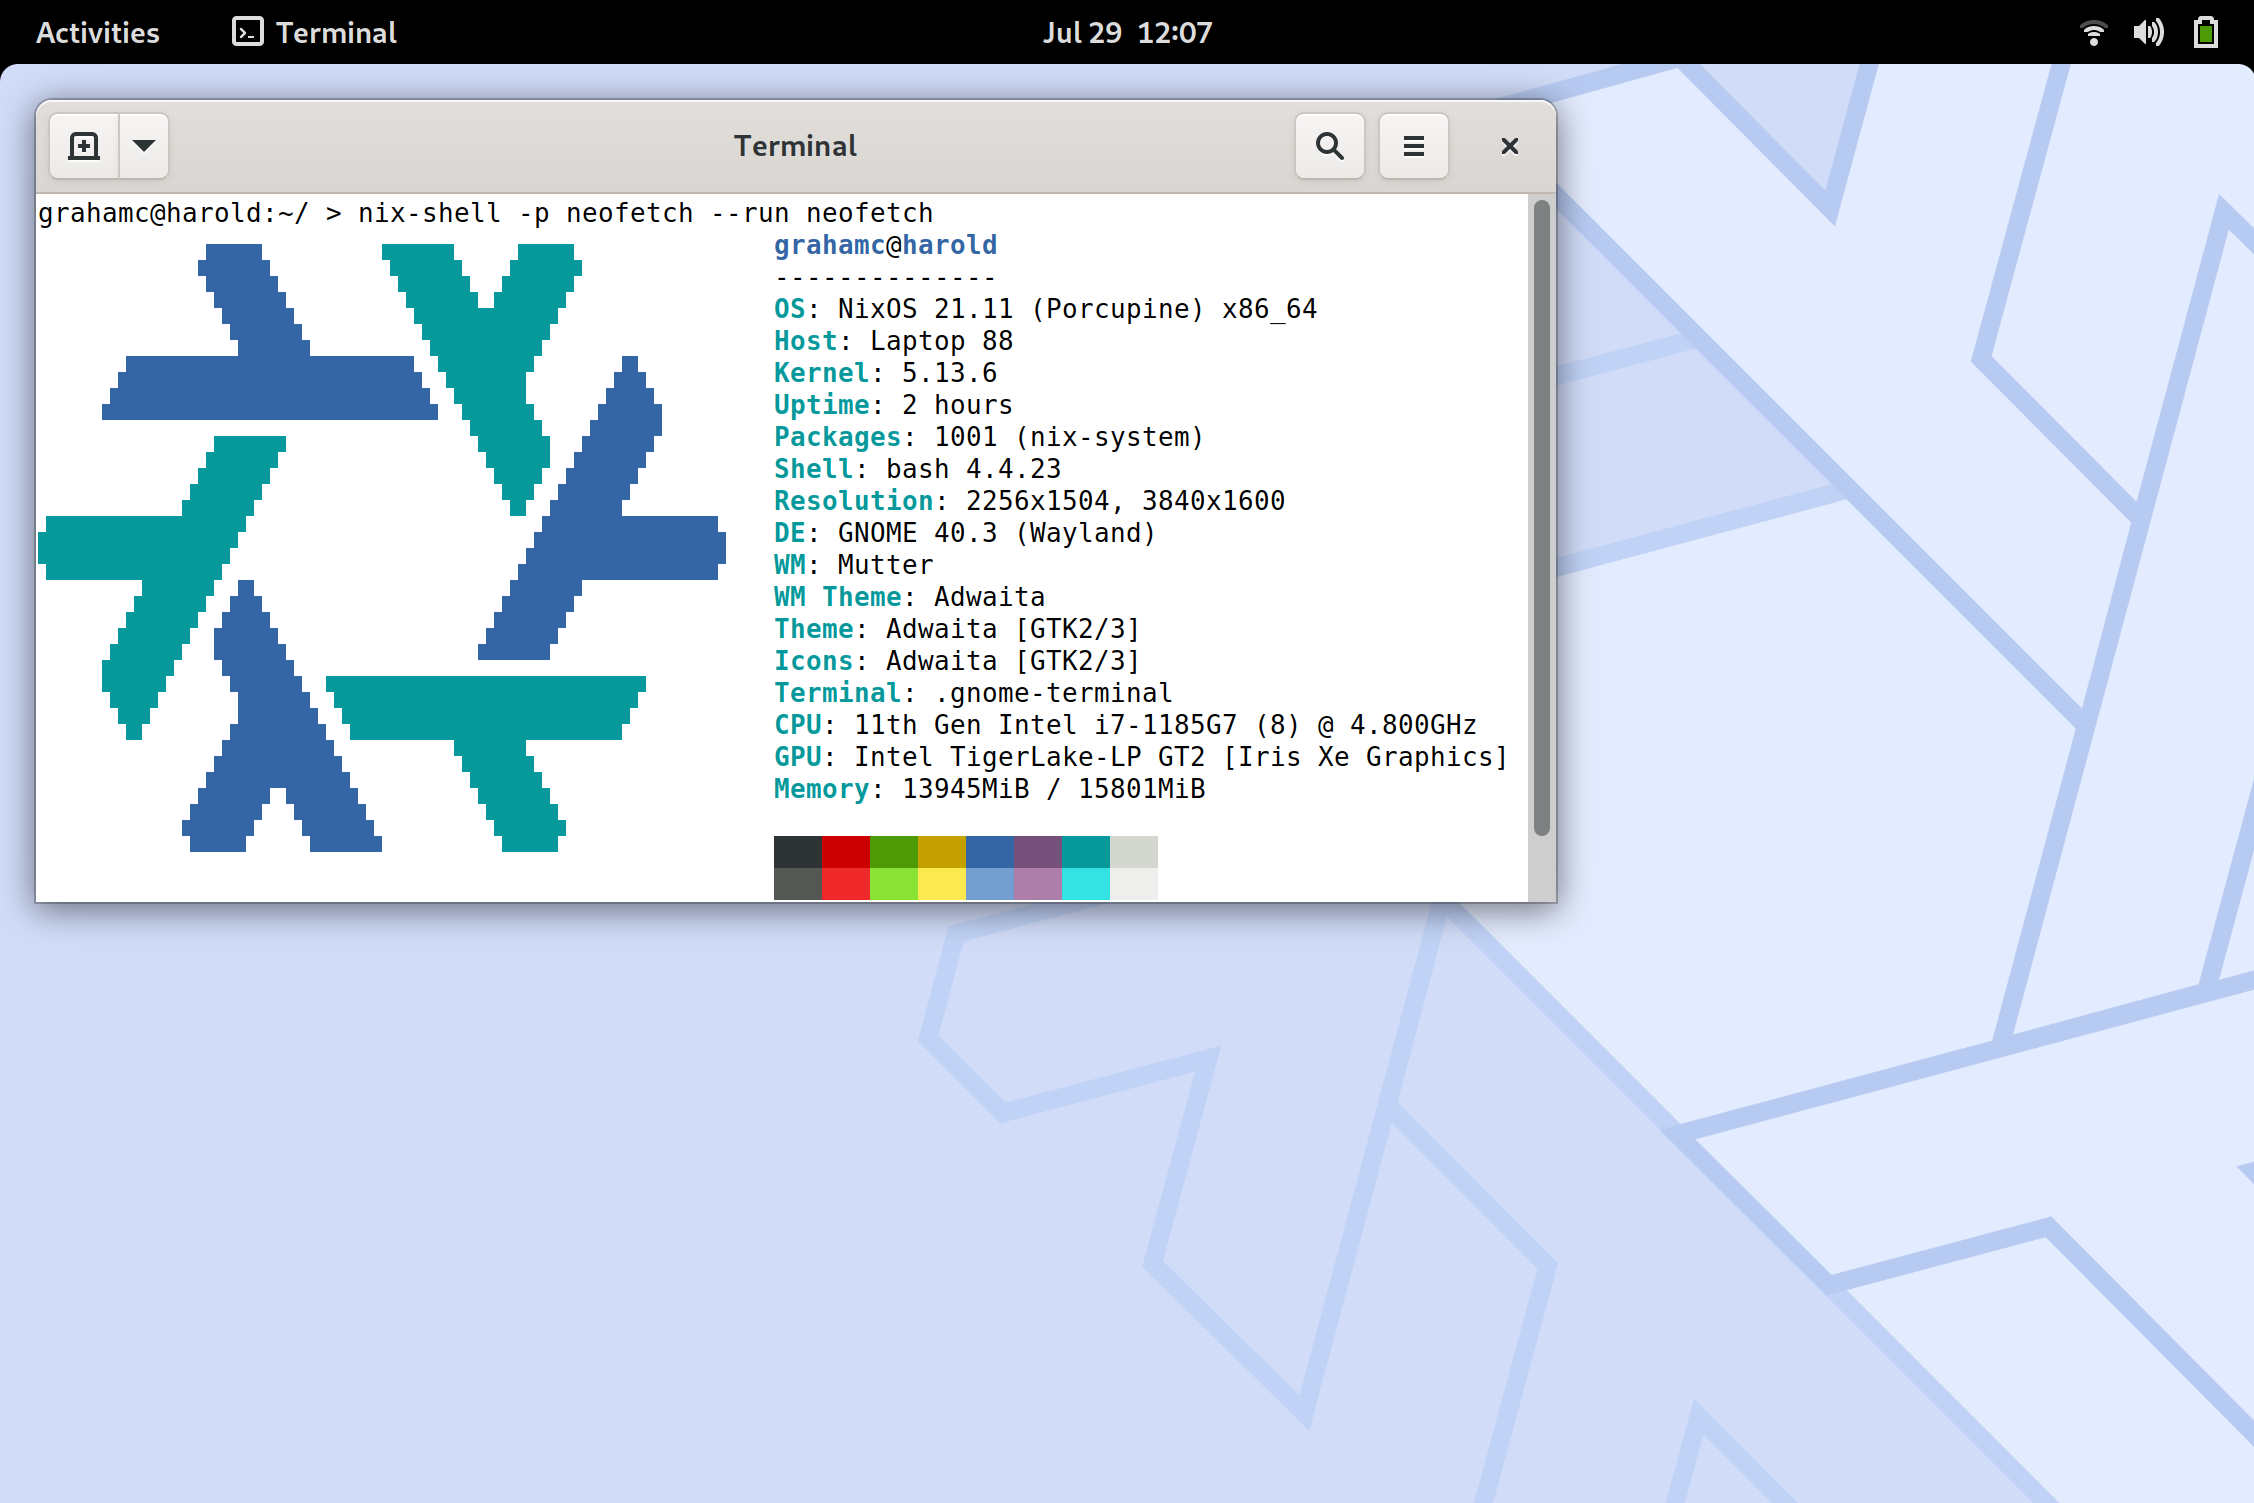 Activities Terminal Jul 29 12:07
Terminal
grahamc@harold:~/ > nix-shell -p neofetch --run neofetch
grahamc@harold
--------------
OS: NixOS 21.11 (Porcupine) x86_64
Host: Laptop 88
Kernel: 5.13.6
Uptime: 2 hours
Packages: 1001 (nix-system)
Shell: bash 4.4.23
Resolution: 2256x1504, 3840x1600
DE: GNOME 40.3 (Wayland)
WM: Mutter
WM Theme: Adwaita
Theme: Adwaita [GTK2/3]
Icons: Adwaita [GTK2/3]
Terminal: .gnome-terminal
CPU: 11th Gen Intel i7-1185G7 (8) @ 4.800GHz
GPU: Intel TigerLake-LP GT2 [Iris Xe Graphics]
Memory: 13945MiB / 15801MiB